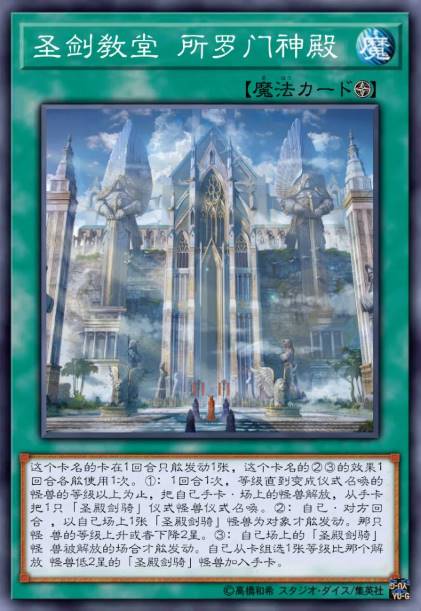 圣剑教堂 所罗门神殿
魔
【魔法カード】
这个卡名的卡在1回合只能发动1张，这个卡名的②③的效果1
回合各能使用1次。①：1回合1次，等级直到变成仪式召唤的
怪兽的等级以上为止，把自己手卡·场上的怪兽解放，从手卡
把1只「圣殿剑骑」仪式怪兽仪式召唤。②：自己·对方回
合，以自己场上1张「圣殿剑骑」怪兽为对象才能发动。那只
怪兽的等级上升或者下降2星。③：自己场上的「圣殿剑骑」
怪兽被解放的场合才能发动。自己从卡组选1张等级比那个解
放怪兽低2星的「圣殿剑骑」怪兽加入手卡。
©高橋和希 スタジオ・ダイス/集英社